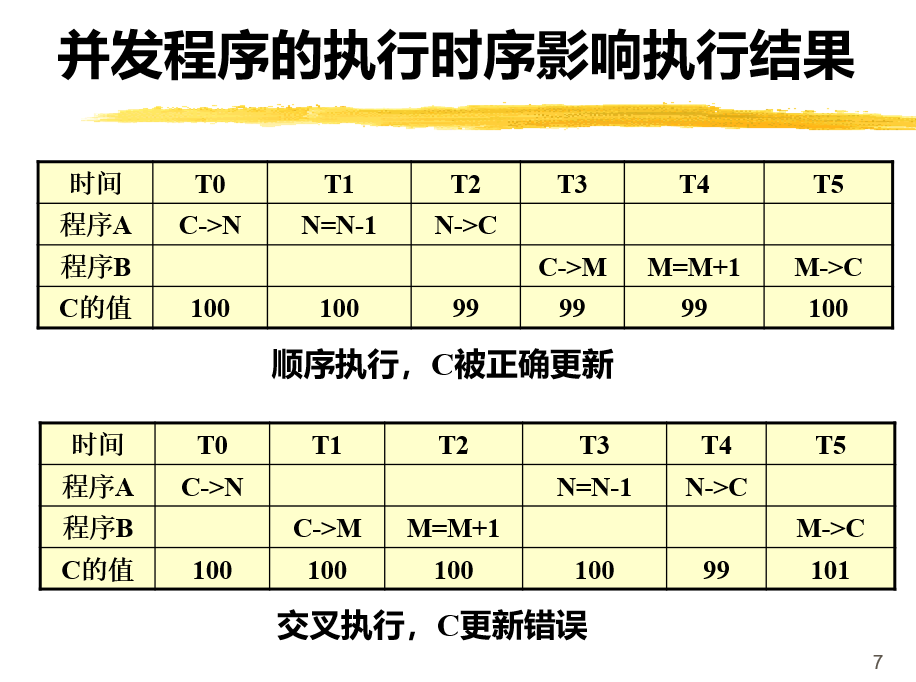 并发程序的执行时序影响执行结果
时间 T0 T1 T2 T3 T4 T5
程序A C->N N=N-1 N->C
程序B C->M M=M+1 M->C
C的值 100 100 99 99 99 100
顺序执行，C被正确更新
时间 T0 T1 T2 T3 T4 T5
程序A C->N N=N-1 N->C
程序B C->M M=M+1 M->C
C的值 100 100 100 100 99 101
交叉执行，C更新错误
7